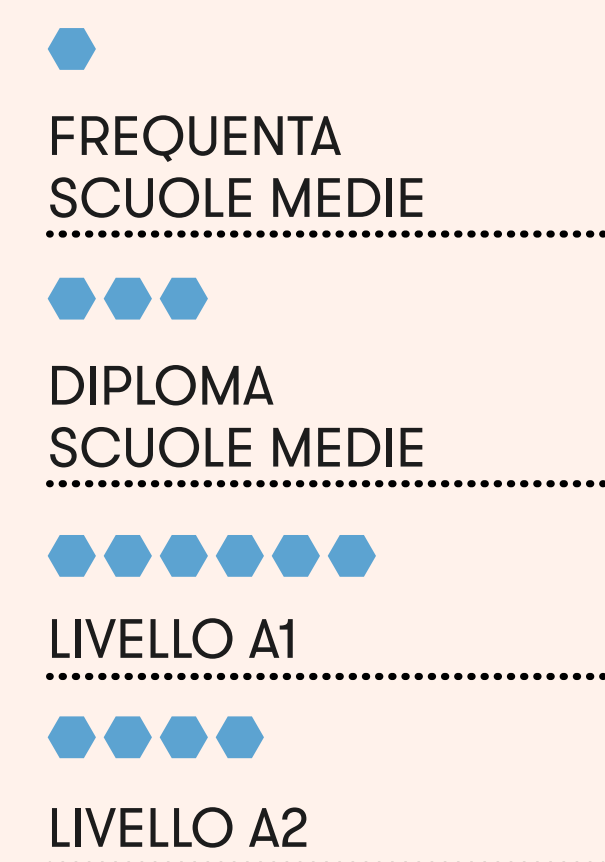 FREQUENTA
SCUOLE MEDIE
DIPLOMA
SCUOLE MEDIE
LIVELLO A1
LIVELLO A2